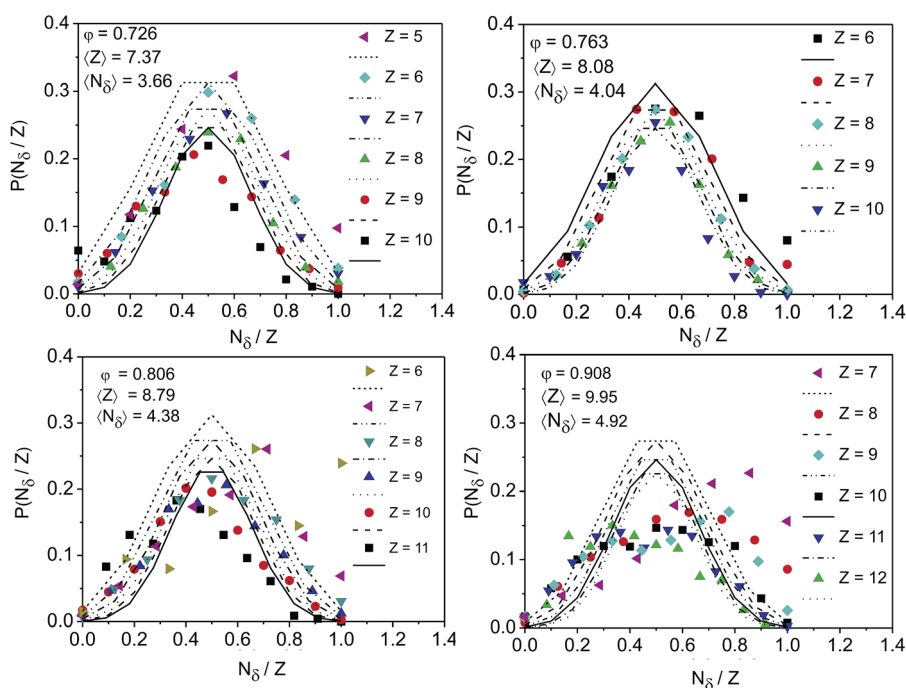 φ = 0.726
⟨Z⟩ = 7.37
⟨N_δ⟩ = 3.66
Z = 5
Z = 6
Z = 7
Z = 8
Z = 9
Z = 10
P(N_δ / Z)
0.4
0.3
0.2
0.1
0.0
0.0 0.2 0.4 0.6 0.8 1.0 1.2 1.4
N_δ / Z
φ = 0.763
⟨Z⟩ = 8.08
⟨N_δ⟩ = 4.04
Z = 6
Z = 7
Z = 8
Z = 9
Z = 10
P(N_δ / Z)
0.4
0.3
0.2
0.1
0.0
0.0 0.2 0.4 0.6 0.8 1.0 1.2 1.4
N_δ / Z
φ = 0.806
⟨Z⟩ = 8.79
⟨N_δ⟩ = 4.38
Z = 6
Z = 7
Z = 8
Z = 9
Z = 10
Z = 11
P(N_δ / Z)
0.4
0.3
0.2
0.1
0.0
0.0 0.2 0.4 0.6 0.8 1.0 1.2 1.4
N_δ / Z
φ = 0.908
⟨Z⟩ = 9.95
⟨N_δ⟩ = 4.92
Z = 7
Z = 8
Z = 9
Z = 10
Z = 11
Z = 12
P(N_δ / Z)
0.4
0.3
0.2
0.1
0.0
0.0 0.2 0.4 0.6 0.8 1.0 1.2 1.4
N_δ / Z